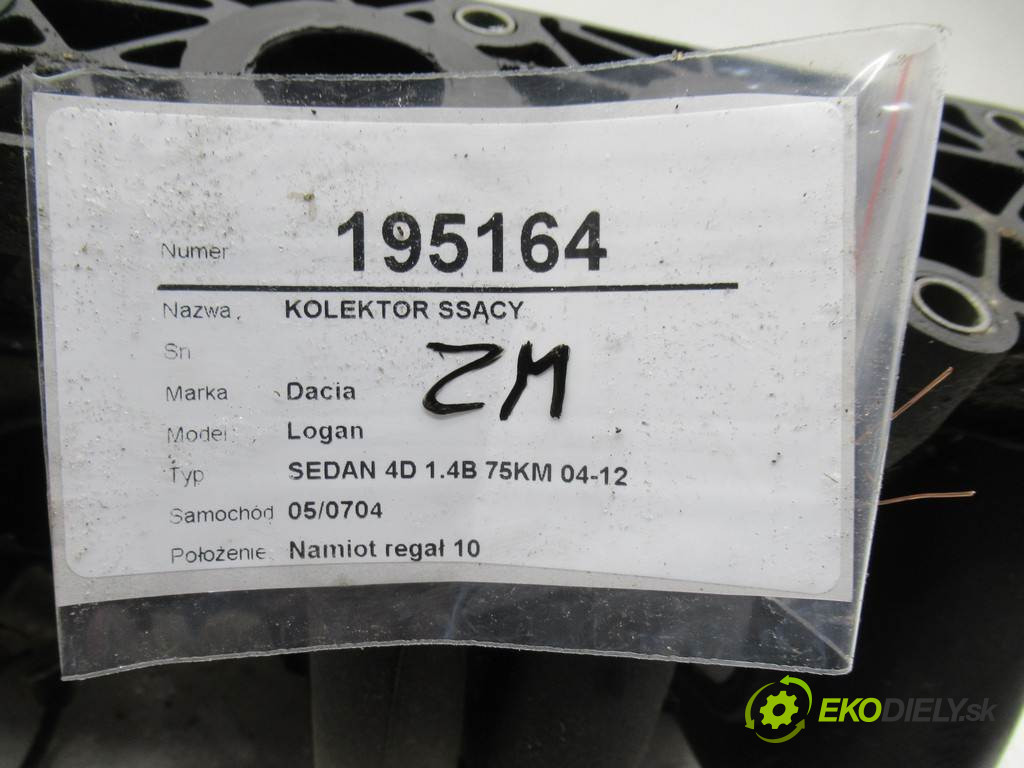 Numer 195164
Nazwa KOLEKTOR SSĄCY
Sn
ZM
Marka Dacia
Model Logan
Typ SEDAN 4D 1.4B 75KM 04-12
Samochód 05/0704
Położenie Namiot regał 10
EKODIELY.sk